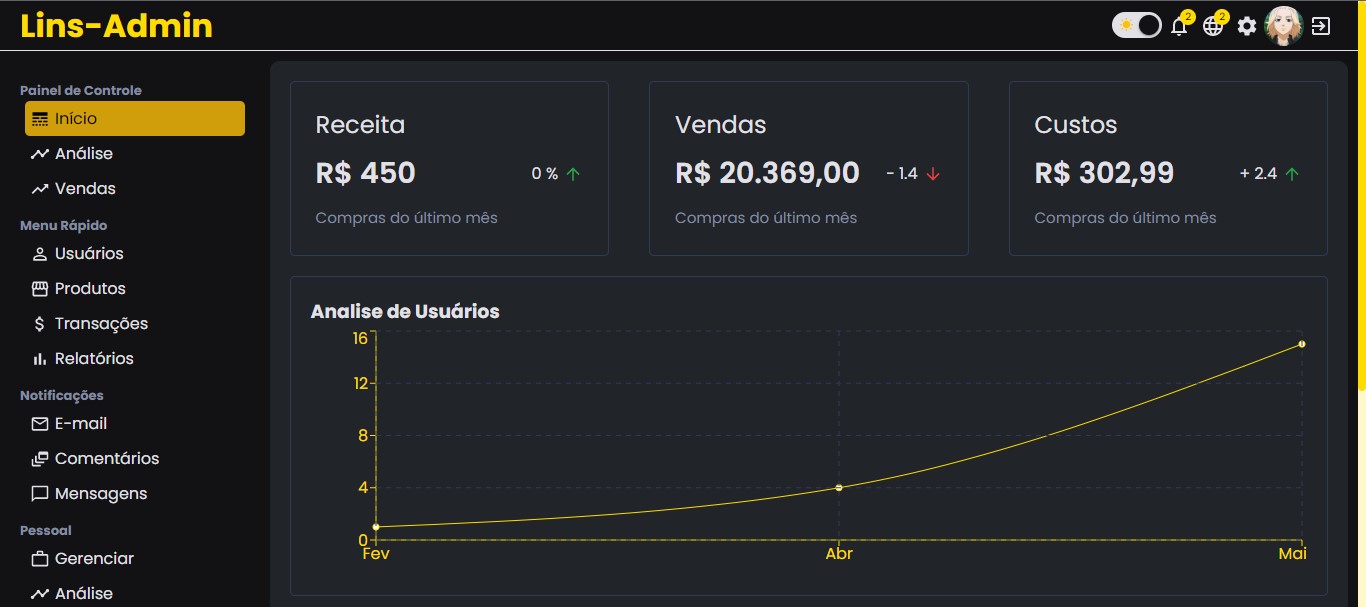 Lins-Admin
2
2
Painel de Controle
Início
Análise
Vendas
Menu Rápido
Usuários
Produtos
Transações
Relatórios
Notificações
E-mail
Comentários
Mensagens
Pessoal
Gerenciar
Análise
Receita
R$ 450
0 %
Compras do último mês
Vendas
R$ 20.369,00
- 1.4
Compras do último mês
Custos
R$ 302,99
+ 2.4
Compras do último mês
Analise de Usuários
16
12
8
4
0
Fev Abr Mai